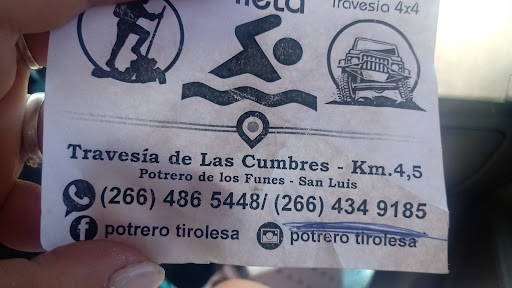 Travesía 4x4
Travesía de Las Cumbres - Km.4,5
Potrero de los Funes - San Luis
(266) 486 5448/ (266) 434 9185
potrero tirolesa
potrero tirolesa